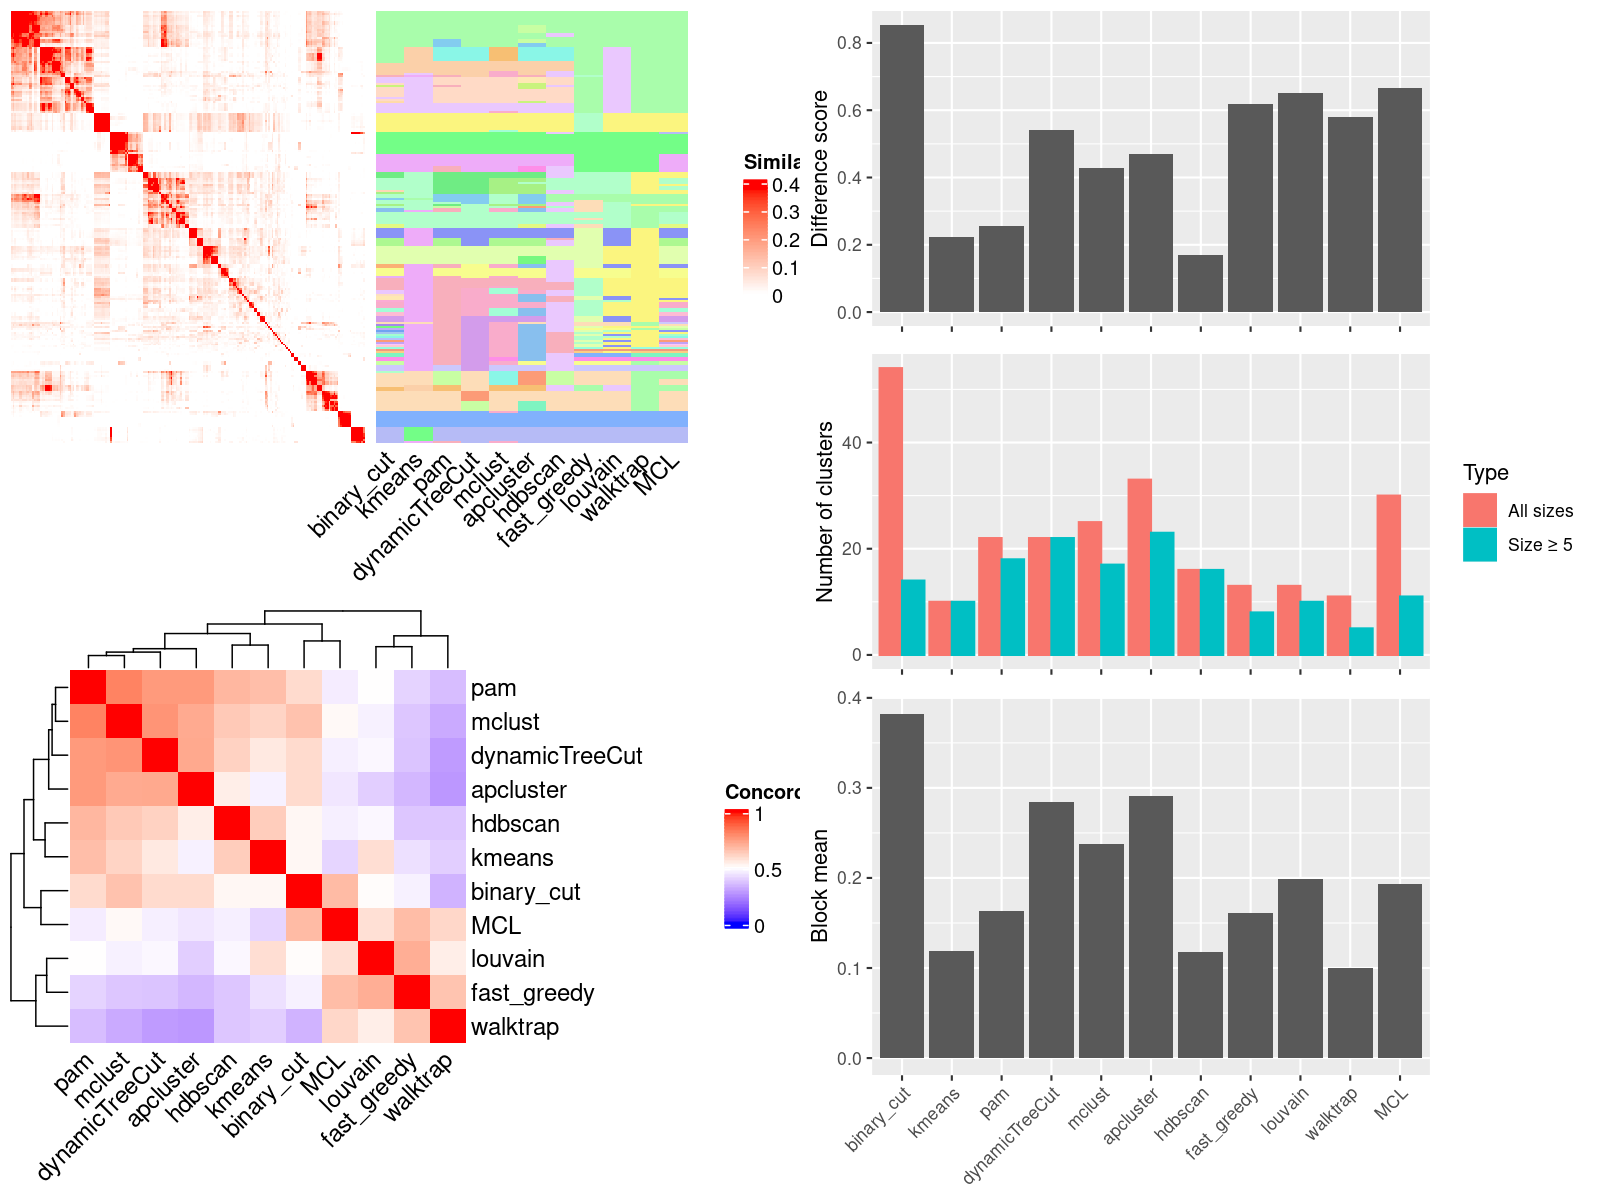 Simila
0.4
0.3
0.2
0.1
0
binary_cut
kmeans
pam
dynamicTreeCut
mclust
apcluster
hdbscan
fast_greedy
louvain
walktrap
MCL
pam
mclust
dynamicTreeCut
apcluster
hdbscan
kmeans
binary_cut
MCL
louvain
fast_greedy
walktrap
pam
mclust
dynamicTreeCut
apcluster
hdbscan
kmeans
binary_cut
MCL
louvain
fast_greedy
walktrap
Concord
1
0.5
0
Difference score
0.8
0.6
0.4
0.2
0.0
Number of clusters
40
20
0
Type
All sizes
Size ≥ 5
Block mean
0.4
0.3
0.2
0.1
0.0
binary_cut
kmeans
pam
dynamicTreeCut
mclust
apcluster
hdbscan
fast_greedy
louvain
walktrap
MCL